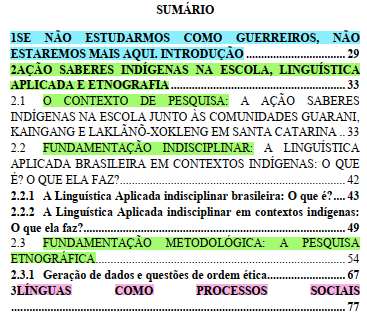 SUMÁRIO
1SE NÃO ESTUDARMOS COMO GUERREIROS, NÃO
ESTAREMOS MAIS AQUI. INTRODUÇÃO .......................... 29
2AÇÃO SABERES INDÍGENAS NA ESCOLA, LINGUÍSTICA
APLICADA E ETNOGRAFIA ............................................... 33
2.1 O CONTEXTO DE PESQUISA: A AÇÃO SABERES
INDÍGENAS NA ESCOLA JUNTO ÀS COMUNIDADES GUARANI,
KAINGANG E LAKLÃNÕ-XOKLENG EM SANTA CATARINA .. 33
2.2 FUNDAMENTAÇÃO INDISCIPLINAR: A LINGUÍSTICA
APLICADA BRASILEIRA EM CONTEXTOS INDÍGENAS: O QUE
É? O QUE ELA FAZ?................................................................ 42
2.2.1 A Linguística Aplicada indisciplinar brasileira: O que é?.... 43
2.2.2 A Linguística Aplicada indisciplinar em contextos indígenas:
O que ela faz?........................................................................... 49
2.3 FUNDAMENTAÇÃO METODOLÓGICA: A PESQUISA
ETNOGRÁFICA........................................................................ 54
2.3.1 Geração de dados e questões de ordem ética...................... 67
3LÍNGUAS COMO PROCESSOS SOCIAIS
.................................................................................................. 77